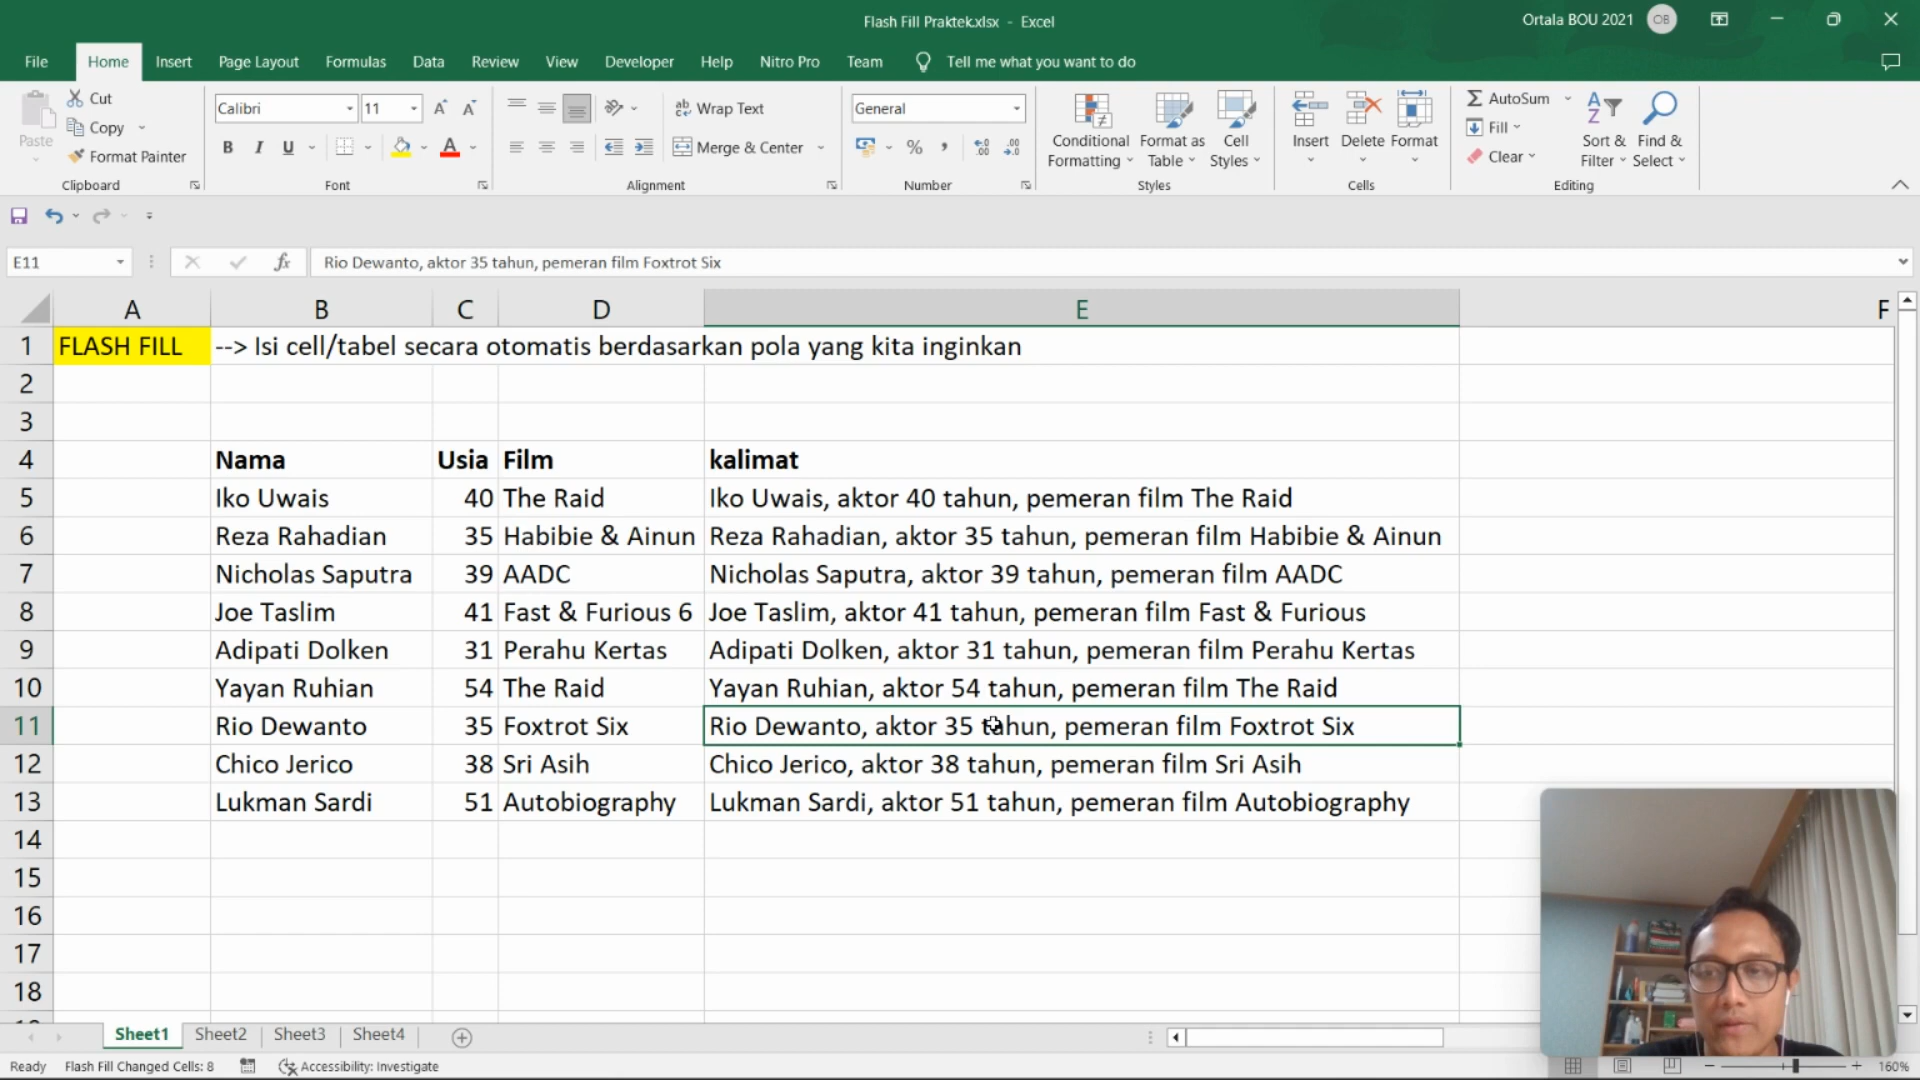 Flash Fill Praktek.xlsx - Excel
Ortala BOU 2021
OB
File Home Insert Page Layout Formulas Data Review View Developer Help Nitro Pro Team Tell me what you want to do
Paste
Cut
Copy
Format Painter
Clipboard
Calibri 11
Font
Wrap Text
Merge & Center
Alignment
General
Number
Conditional Formatting
Format as Table
Cell Styles
Styles
Insert Delete Format
Cells
AutoSum
Fill
Clear
Sort & Filter
Find & Select
Editing
E11 fx Rio Dewanto, aktor 35 tahun, pemeran film Foxtrot Six
A B C D E F
1 FLASH FILL --> Isi cell/tabel secara otomatis berdasarkan pola yang kita inginkan
2
3
4 Nama Usia Film kalimat
5 Iko Uwais 40 The Raid Iko Uwais, aktor 40 tahun, pemeran film The Raid
6 Reza Rahadian 35 Habibie & Ainun Reza Rahadian, aktor 35 tahun, pemeran film Habibie & Ainun
7 Nicholas Saputra 39 AADC Nicholas Saputra, aktor 39 tahun, pemeran film AADC
8 Joe Taslim 41 Fast & Furious 6 Joe Taslim, aktor 41 tahun, pemeran film Fast & Furious
9 Adipati Dolken 31 Perahu Kertas Adipati Dolken, aktor 31 tahun, pemeran film Perahu Kertas
10 Yayan Ruhian 54 The Raid Yayan Ruhian, aktor 54 tahun, pemeran film The Raid
11 Rio Dewanto 35 Foxtrot Six Rio Dewanto, aktor 35 tahun, pemeran film Foxtrot Six
12 Chico Jerico 38 Sri Asih Chico Jerico, aktor 38 tahun, pemeran film Sri Asih
13 Lukman Sardi 51 Autobiography Lukman Sardi, aktor 51 tahun, pemeran film Autobiography
14
15
16
17
18
Sheet1 Sheet2 Sheet3 Sheet4
Ready Flash Fill Changed Cells: 8 Accessibility: Investigate 160%